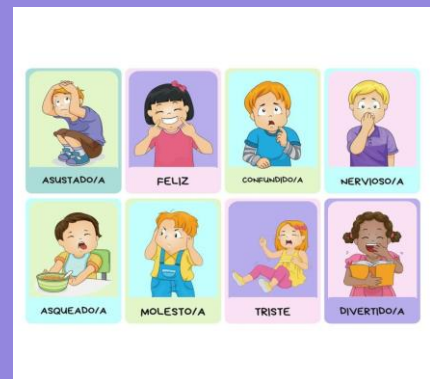 ASUSTADO/A
FELIZ
CONFUNDIDO/A
NERVIOSO/A
ASQUEADO/A
MOLESTO/A
TRISTE
DIVERTIDO/A